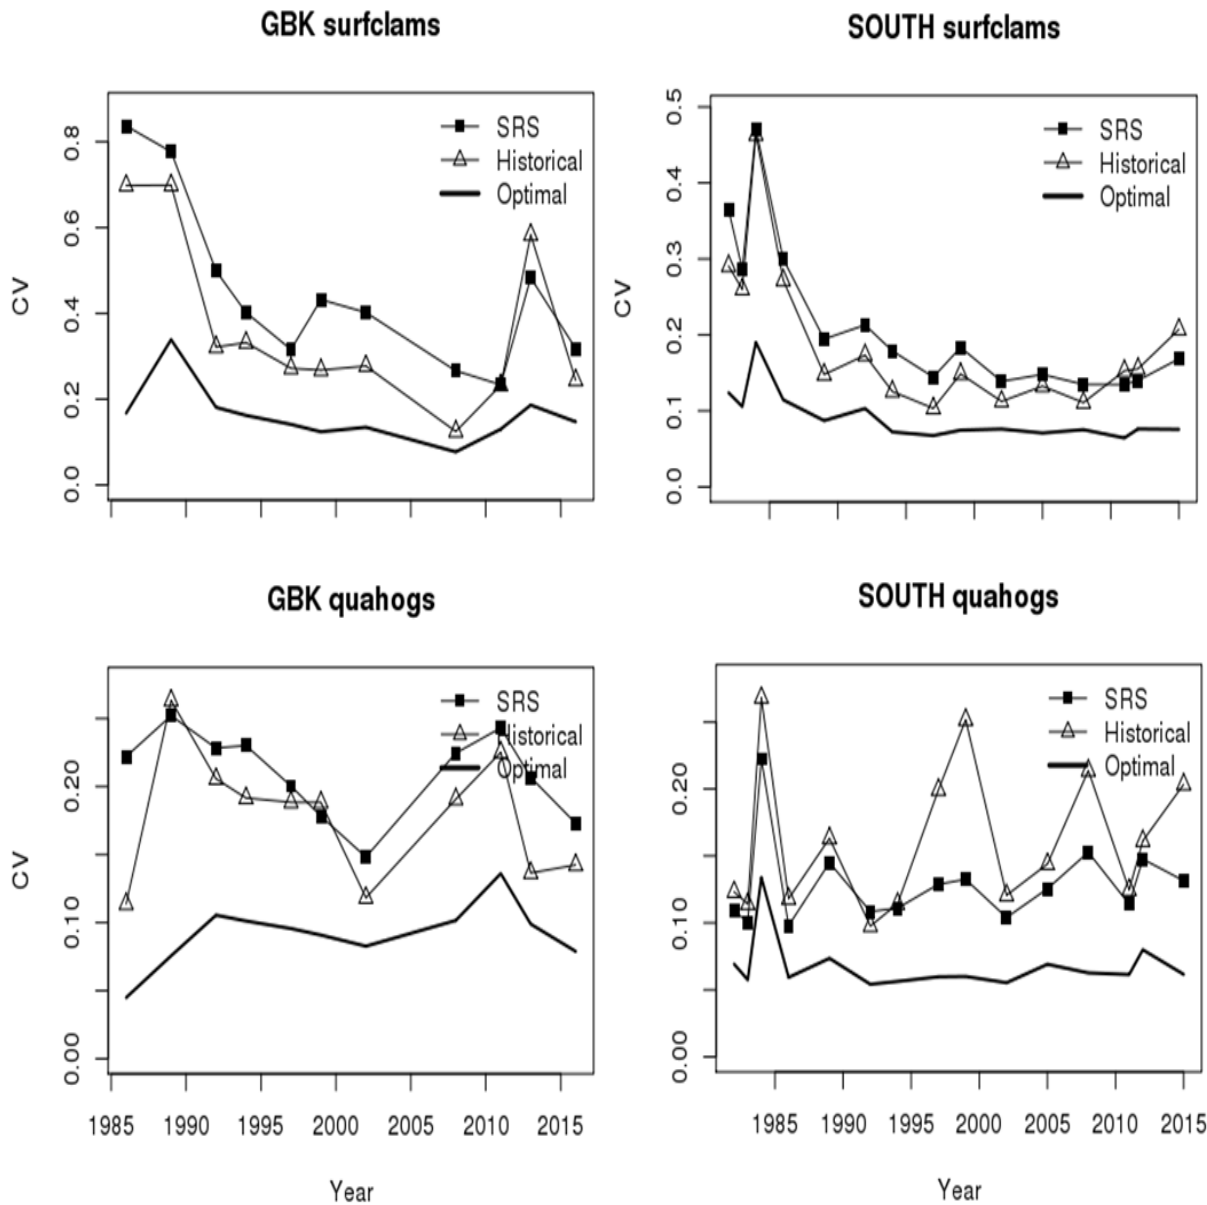 GBK surfclams
SOUTH surfclams
CV
0.0
0.2
0.4
0.6
0.8
SRS
Historical
Optimal
CV
0.0
0.1
0.2
0.3
0.4
0.5
SRS
Historical
Optimal
GBK quahogs
SOUTH quahogs
CV
0.00
0.10
0.20
SRS
Historical
Optimal
0.00
0.10
0.20
SRS
Historical
Optimal
1985 1990 1995 2000 2005 2010 2015
1985 1990 1995 2000 2005 2010 2015
Year
Year